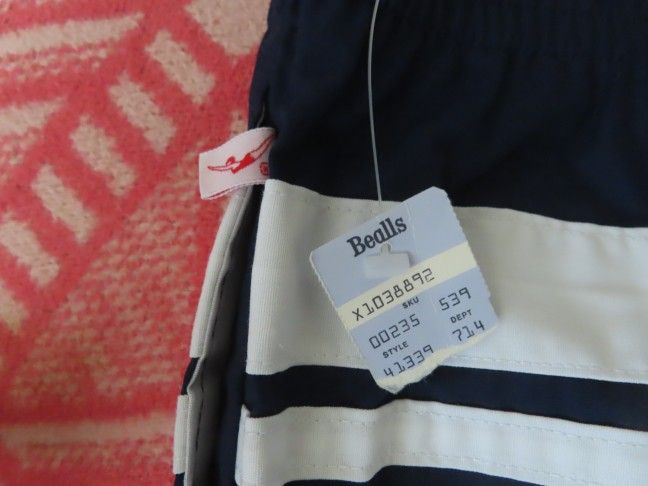 Bealls
X1038892
SKU
00235 539
STYLE DEPT
41339 714